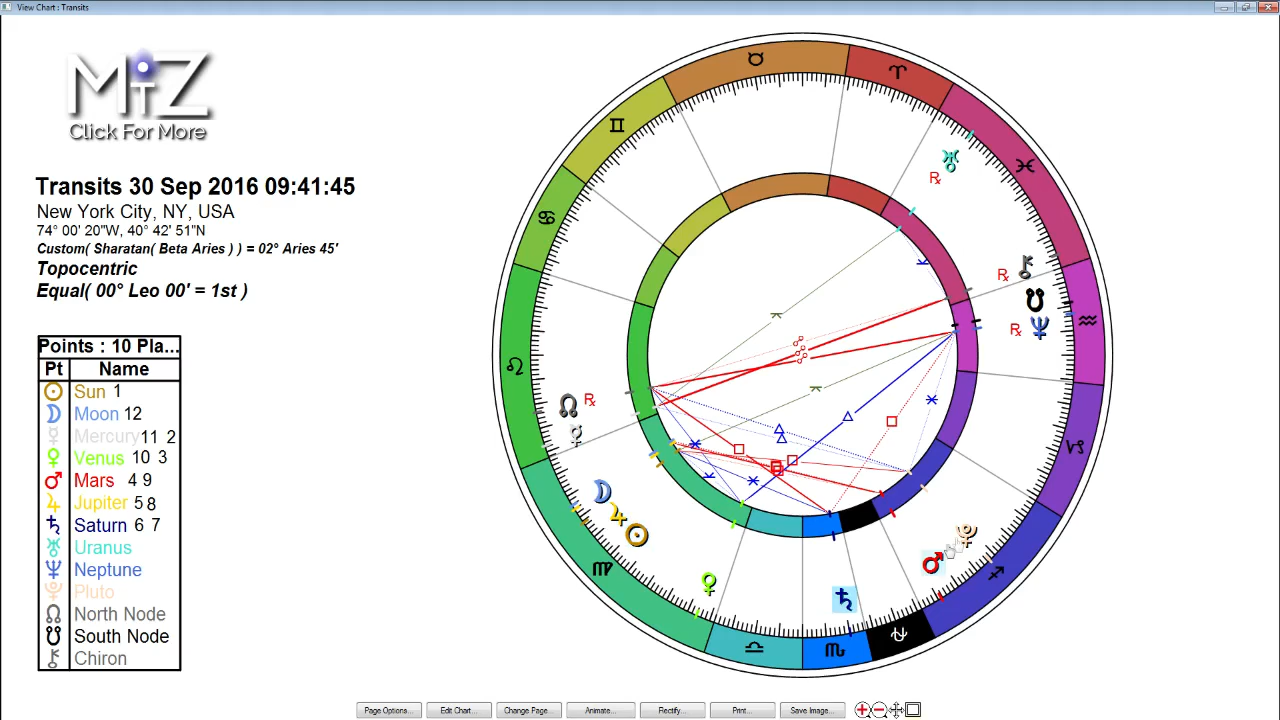 View Chart : Transits
MTZ
Click For More
Transits 30 Sep 2016 09:41:45
New York City, NY, USA
74° 00' 20"W, 40° 42' 51"N
Custom( Sharatan( Beta Aries ) ) = 02° Aries 45'
Topocentric
Equal( 00° Leo 00' = 1st )
Points : 10 Pla...
Pt Name
☉ Sun 1
☽ Moon 12
☿ Mercury 11 2
♀ Venus 10 3
♂ Mars 4 9
♃ Jupiter 5 8
♄ Saturn 6 7
♅ Uranus
♆ Neptune
Pluto
☊ North Node
☋ South Node
⚷ Chiron
Page Options...
Edit Chart...
Change Page...
Animate...
Rectify...
Print...
Save Image...